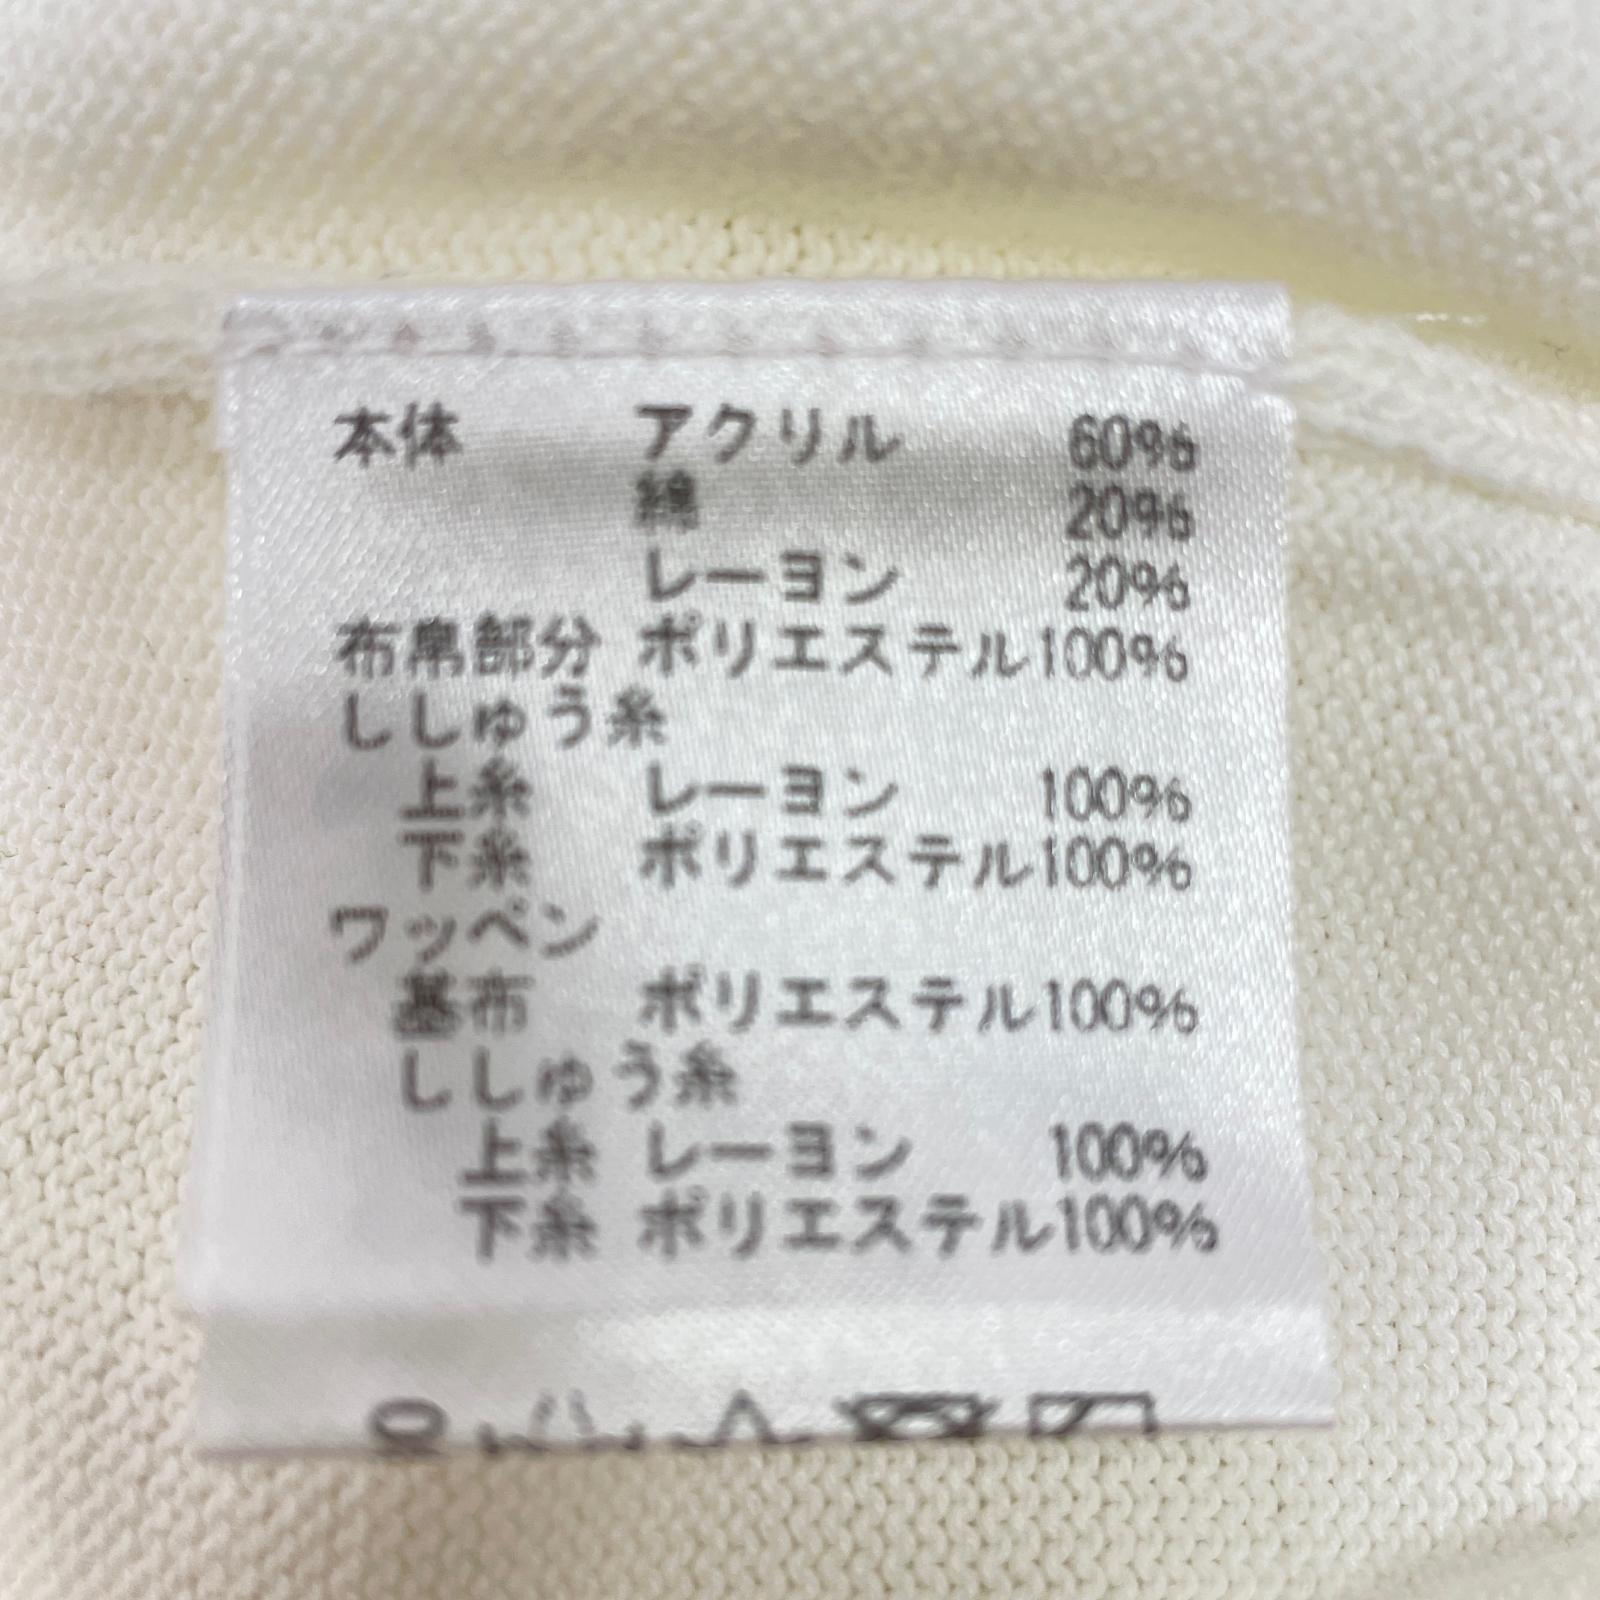 本体 アクリル 60%
綿 20%
レーヨン 20%
布帛部分 ポリエステル100%
ししゅう糸
上糸 レーヨン 100%
下糸 ポリエステル100%
ワッペン
基布 ポリエステル100%
ししゅう糸
上糸 レーヨン 100%
下糸 ポリエステル100%